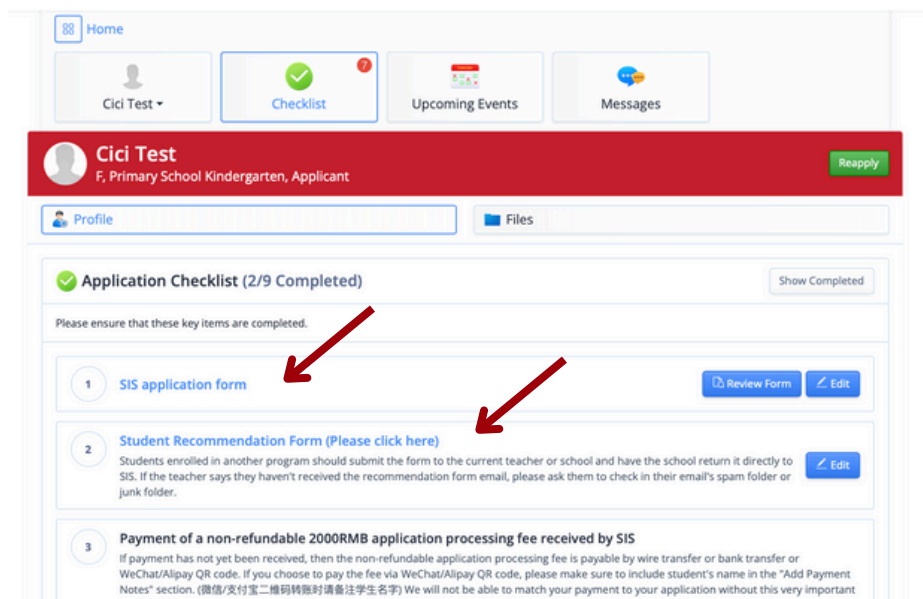 Home
Cici Test
Checklist
7
Upcoming Events
Messages
Cici Test
F, Primary School Kindergarten, Applicant
Reapply
Profile
Files
Application Checklist (2/9 Completed)
Show Completed
Please ensure that these key items are completed.
1
SIS application form
Review Form
Edit
2
Student Recommendation Form (Please click here)
Students enrolled in another program should submit the form to the current teacher or school and have the school return it directly to
SIS. If the teacher says they haven't received the recommendation form email, please ask them to check in their email's spam folder or
junk folder.
Edit
3
Payment of a non-refundable 2000RMB application processing fee received by SIS
If payment has not yet been received, then the non-refundable application processing fee is payable by wire transfer or bank transfer or
WeChat/Alipay QR code. If you choose to pay the fee via WeChat/Alipay QR code, please make sure to include student's name in the "Add Payment
Notes" section. (微信/支付宝二维码转账时请备注学生名字) We will not be able to match your payment to your application without this very important